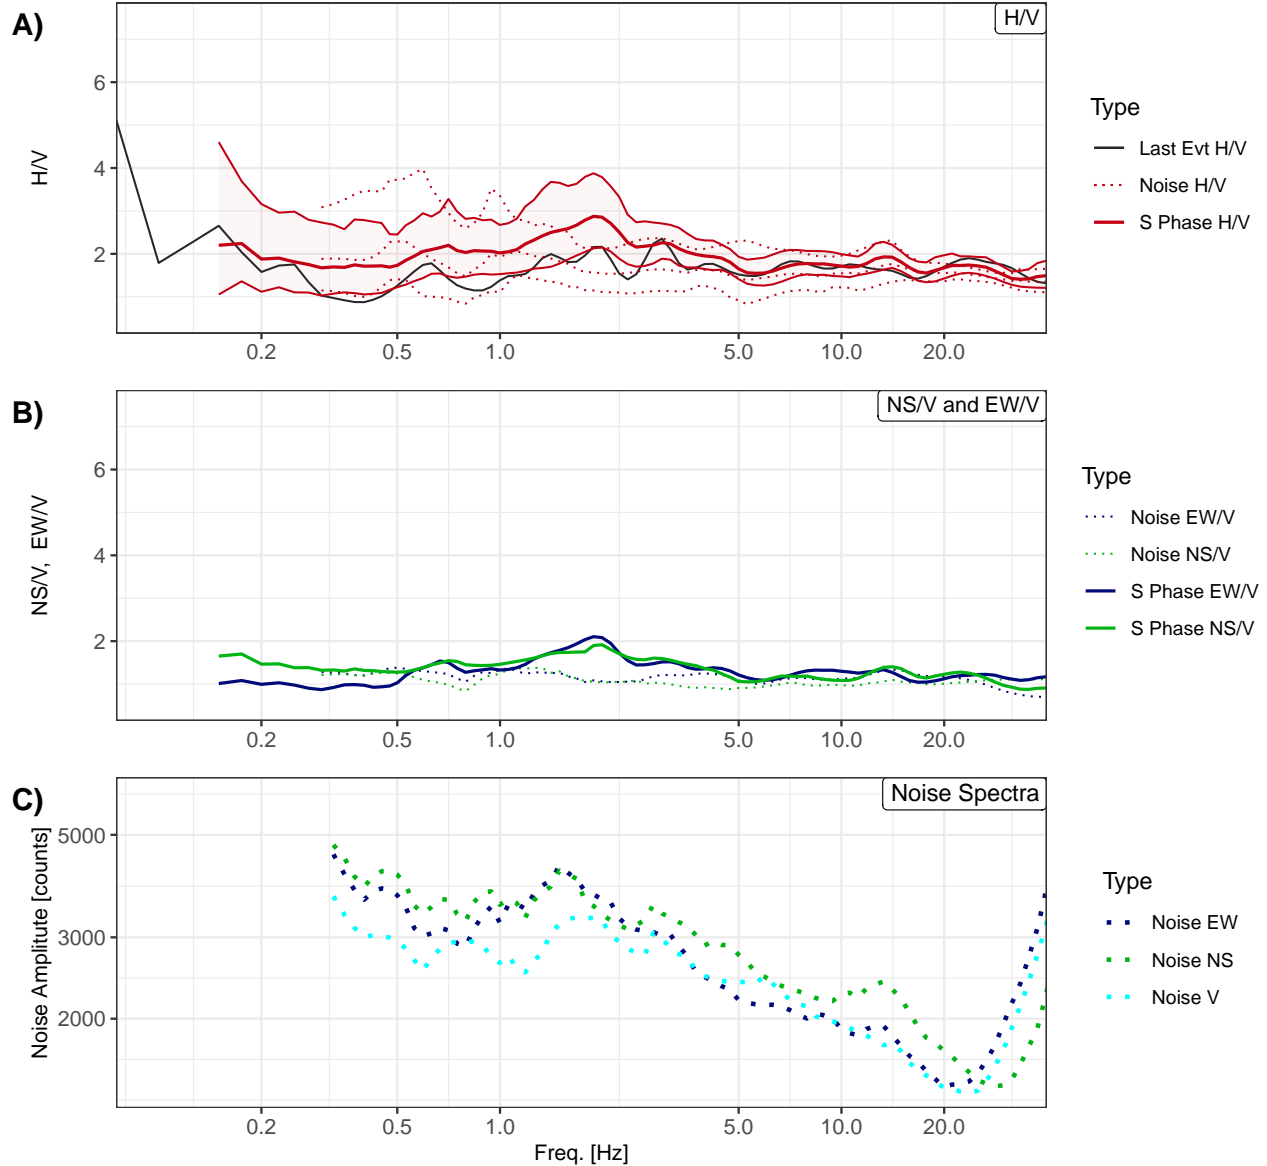 A)
H/V
6
4
2
H/V
0.2 0.5 1.0 5.0 10.0 20.0
Type
Last Evt H/V
Noise H/V
S Phase H/V
B)
NS/V and EW/V
6
4
2
NS/V, EW/V
0.2 0.5 1.0 5.0 10.0 20.0
Type
Noise EW/V
Noise NS/V
S Phase EW/V
S Phase NS/V
C)
Noise Spectra
5000
3000
2000
Noise Amplitude [counts]
0.2 0.5 1.0 5.0 10.0 20.0
Freq. [Hz]
Type
Noise EW
Noise NS
Noise V